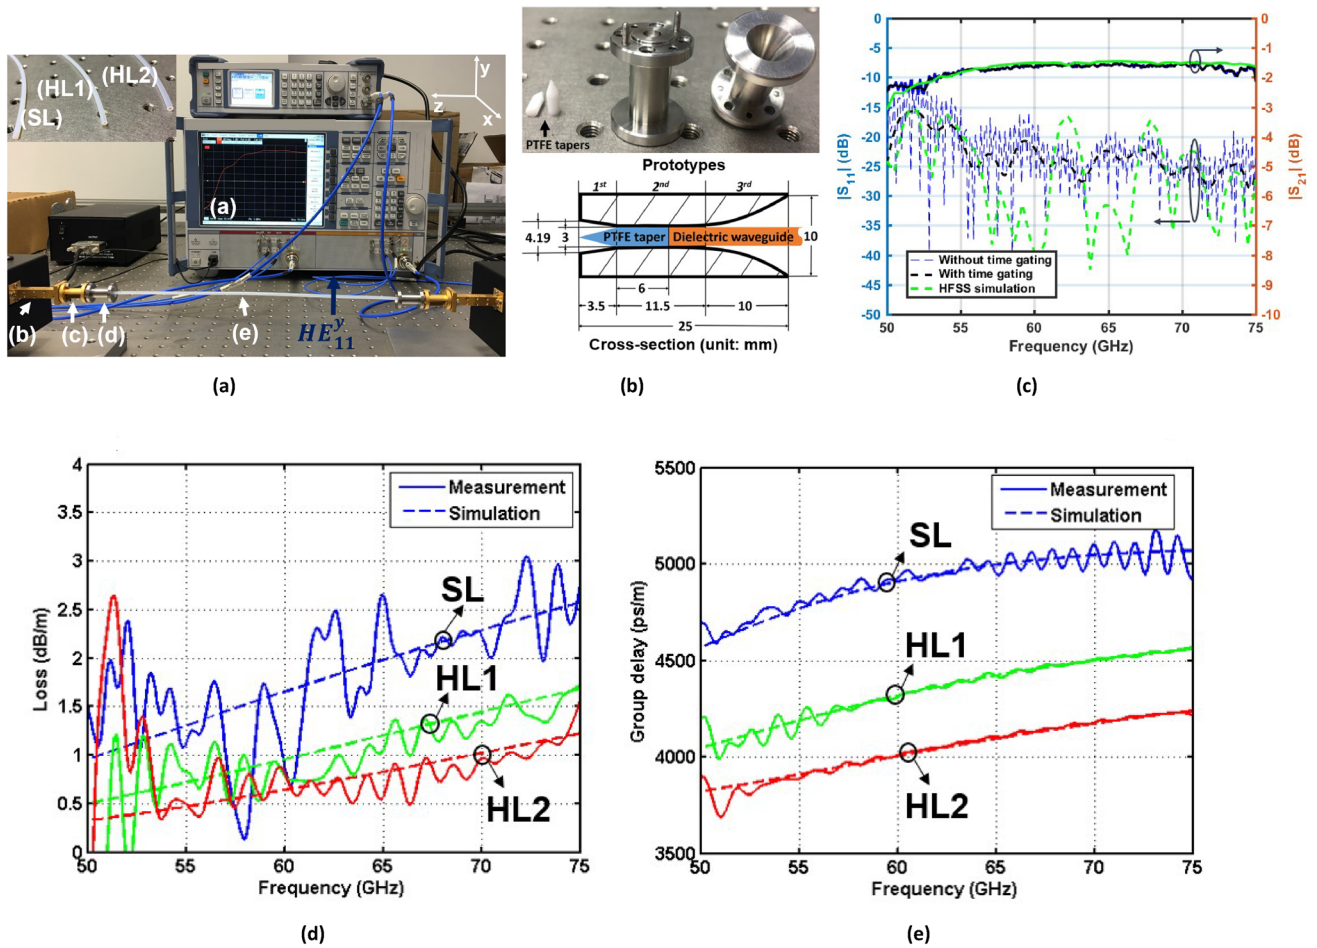 (HL2)
(HL1)
(SL)
y
z
x
(a)
(b)
(c)
(d)
(e)
HE₁₁ʸ
(a)
PTFE tapers
Prototypes
1st 2nd 3rd
4.19 3 PTFE taper Dielectric waveguide 10
6
3.5 11.5 10
25
Cross-section (unit: mm)
(b)
0 0
-5 -1
-10 -2
-15 -3
-20 -4
-25 -5
-30 -6
-35 -7
-40 -8
-45 -9
-50 -10
|S11| (dB)
|S21| (dB)
Without time gating
With time gating
HFSS simulation
50 55 60 65 70 75
Frequency (GHz)
(c)
4
3.5
3
2.5
2
1.5
1
0.5
0
Loss (dB/m)
Measurement
Simulation
SL
HL1
HL2
50 55 60 65 70 75
Frequency (GHz)
(d)
5500
5000
4500
4000
3500
Group delay (ps/m)
Measurement
Simulation
SL
HL1
HL2
50 55 60 65 70 75
Frequency (GHz)
(e)